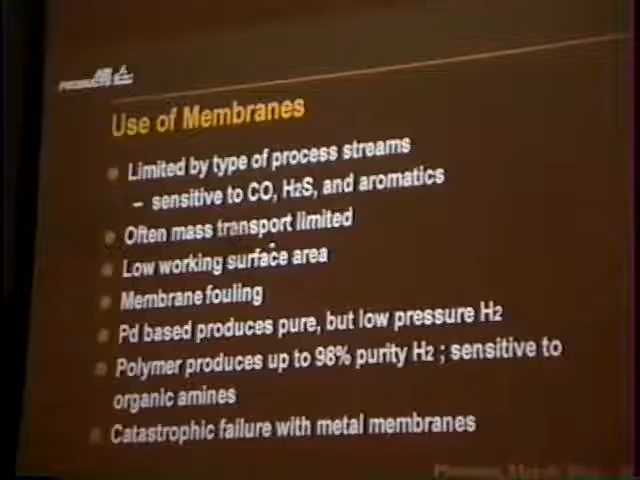 Use of Membranes
Limited by type of process streams
– sensitive to CO, H2S, and aromatics
Often mass transport limited
Low working surface area
Membrane fouling
Pd based produces pure, but low pressure H2
Polymer produces up to 98% purity H2 ; sensitive to
organic amines
Catastrophic failure with metal membranes